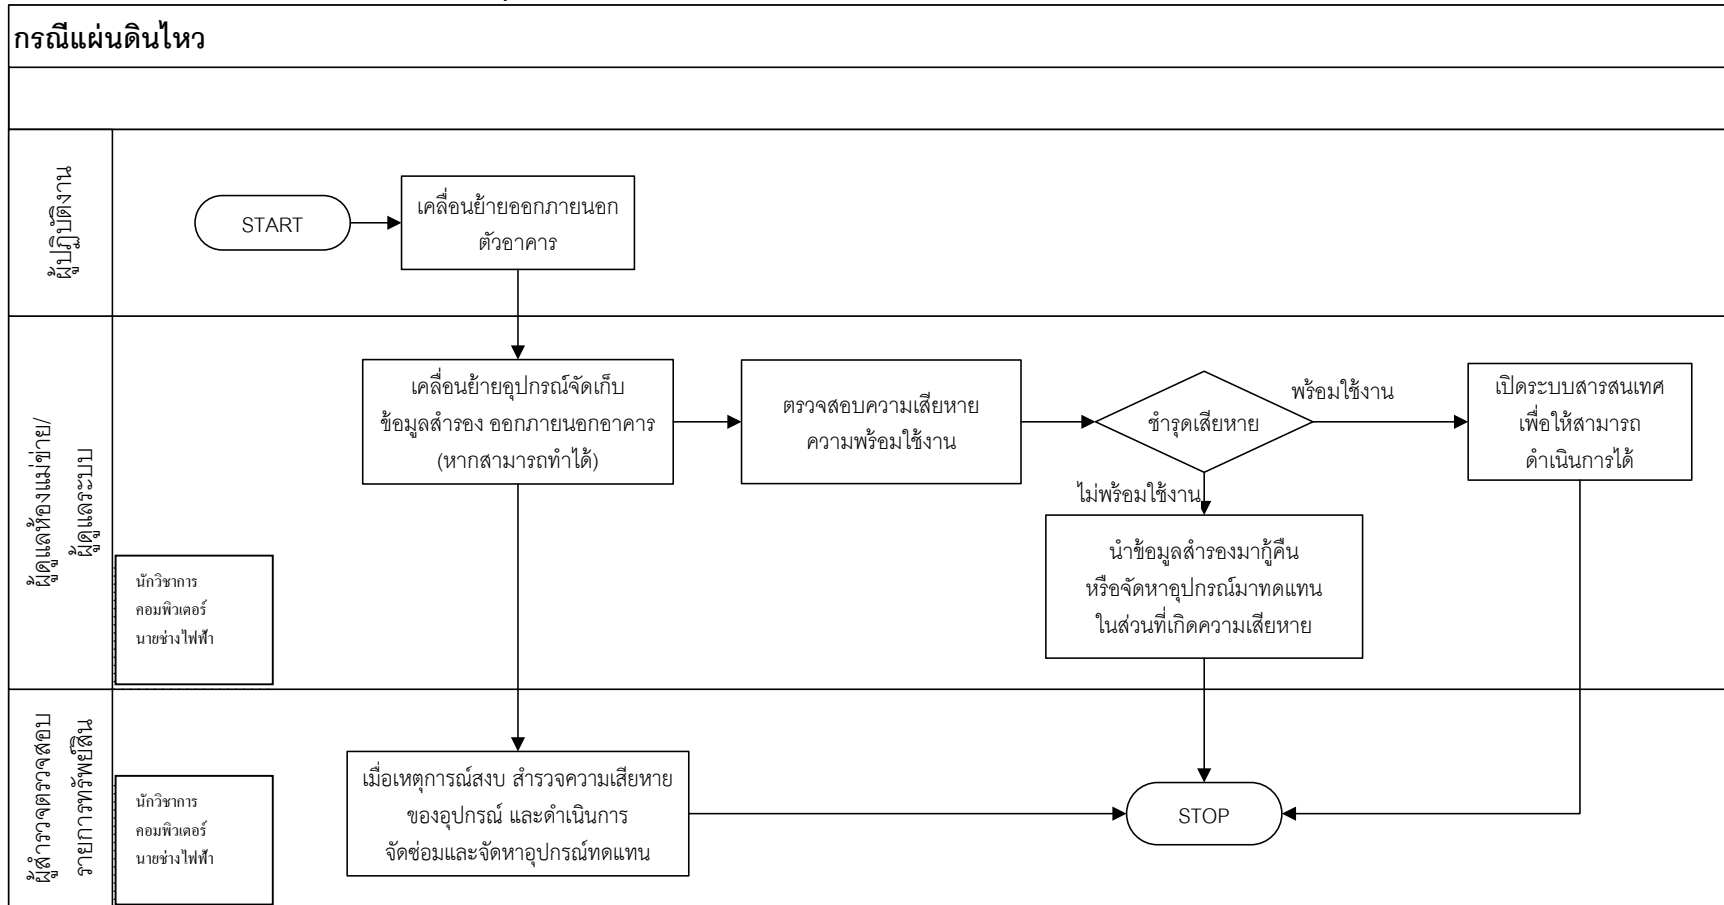 กรณีแผ่นดินไหว
ผู้ปฏิบัติงาน
START
เคลื่อนย้ายออกภายนอก
ตัวอาคาร
ผู้ดูแลห้องแม่ข่าย/
ผู้ดูแลระบบ
นักวิชาการ
คอมพิวเตอร์
นายช่างไฟฟ้า
เคลื่อนย้ายอุปกรณ์จัดเก็บ
ข้อมูลสำรอง ออกภายนอกอาคาร
(หากสามารถทำได้)
ตรวจสอบความเสียหาย
ความพร้อมใช้งาน
ชำรุดเสียหาย
พร้อมใช้งาน
เปิดระบบสารสนเทศ
เพื่อให้สามารถ
ดำเนินการได้
ไม่พร้อมใช้งาน
นำข้อมูลสำรองมากู้คืน
หรือจัดหาอุปกรณ์มาทดแทน
ในส่วนที่เกิดความเสียหาย
ผู้สำรวจตรวจสอบ
รายการทรัพย์สิน
นักวิชาการ
คอมพิวเตอร์
นายช่างไฟฟ้า
เมื่อเหตุการณ์สงบ สำรวจความเสียหาย
ของอุปกรณ์ และดำเนินการ
จัดซ่อมและจัดหาอุปกรณ์ทดแทน
STOP